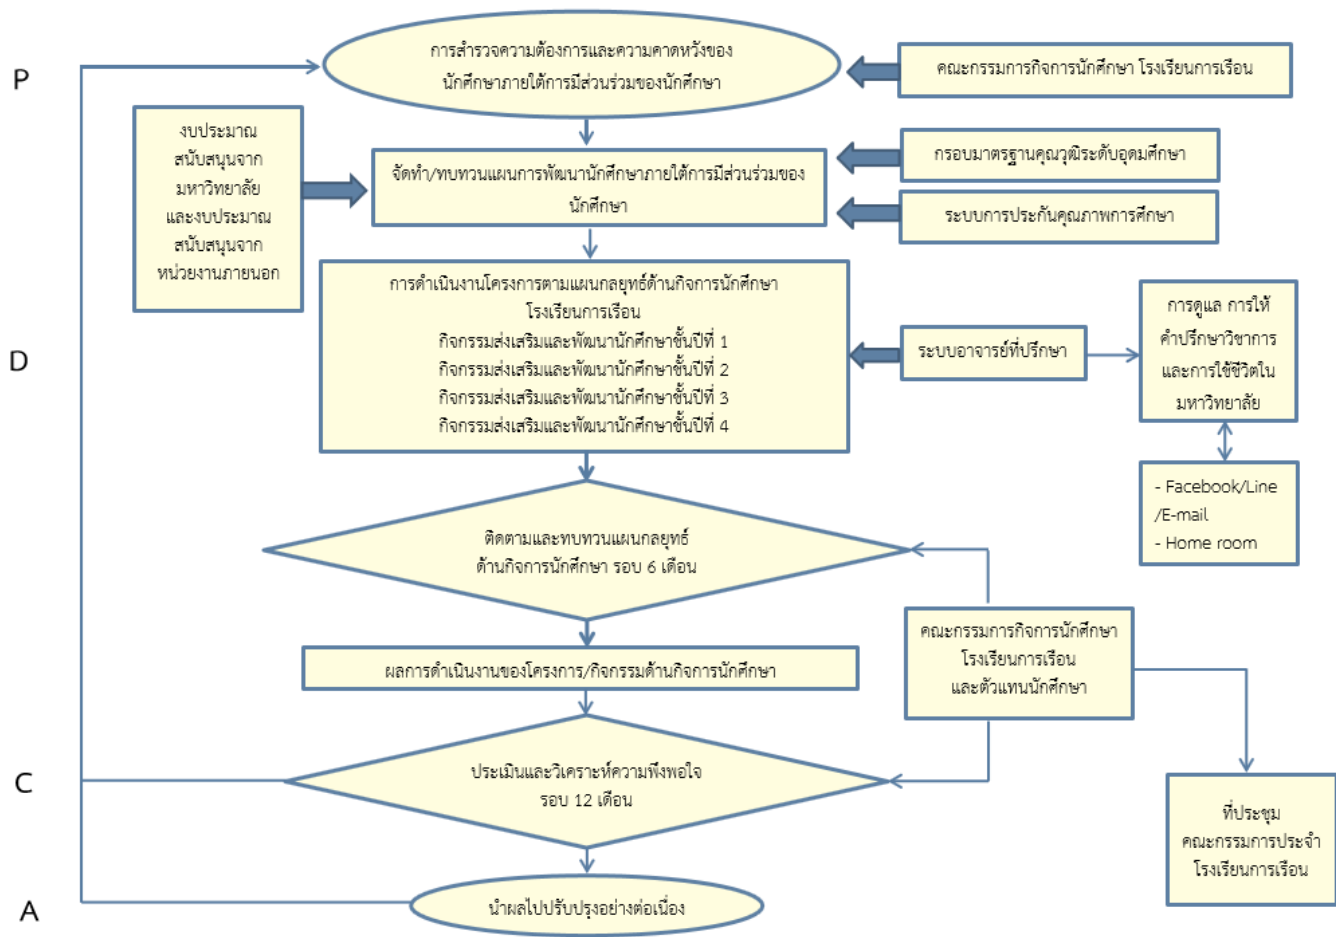 P
การสำรวจความต้องการและความคาดหวังของ
นักศึกษาภายใต้การมีส่วนร่วมของนักศึกษา
คณะกรรมการกิจการนักศึกษา โรงเรียนการเรือน
งบประมาณ
สนับสนุนจาก
มหาวิทยาลัย
และงบประมาณ
สนับสนุนจาก
หน่วยงานภายนอก
จัดทำ/ทบทวนแผนการพัฒนานักศึกษาภายใต้การมีส่วนร่วมของ
นักศึกษา
กรอบมาตรฐานคุณวุฒิระดับอุดมศึกษา
ระบบการประกันคุณภาพการศึกษา
D
การดำเนินงานโครงการตามแผนกลยุทธ์ด้านกิจการนักศึกษา
โรงเรียนการเรือน
กิจกรรมส่งเสริมและพัฒนานักศึกษาชั้นปีที่ 1
กิจกรรมส่งเสริมและพัฒนานักศึกษาชั้นปีที่ 2
กิจกรรมส่งเสริมและพัฒนานักศึกษาชั้นปีที่ 3
กิจกรรมส่งเสริมและพัฒนานักศึกษาชั้นปีที่ 4
ระบบอาจารย์ที่ปรึกษา
การดูแล การให้
คำปรึกษาวิชาการ
และการใช้ชีวิตใน
มหาวิทยาลัย
- Facebook/Line
/E-mail
- Home room
ติดตามและทบทวนแผนกลยุทธ์
ด้านกิจการนักศึกษา รอบ 6 เดือน
คณะกรรมการกิจการนักศึกษา
โรงเรียนการเรือน
และตัวแทนนักศึกษา
ผลการดำเนินงานของโครงการ/กิจกรรมด้านกิจการนักศึกษา
C
ประเมินและวิเคราะห์ความพึงพอใจ
รอบ 12 เดือน
ที่ประชุม
คณะกรรมการประจำ
โรงเรียนการเรือน
A
นำผลไปปรับปรุงอย่างต่อเนื่อง